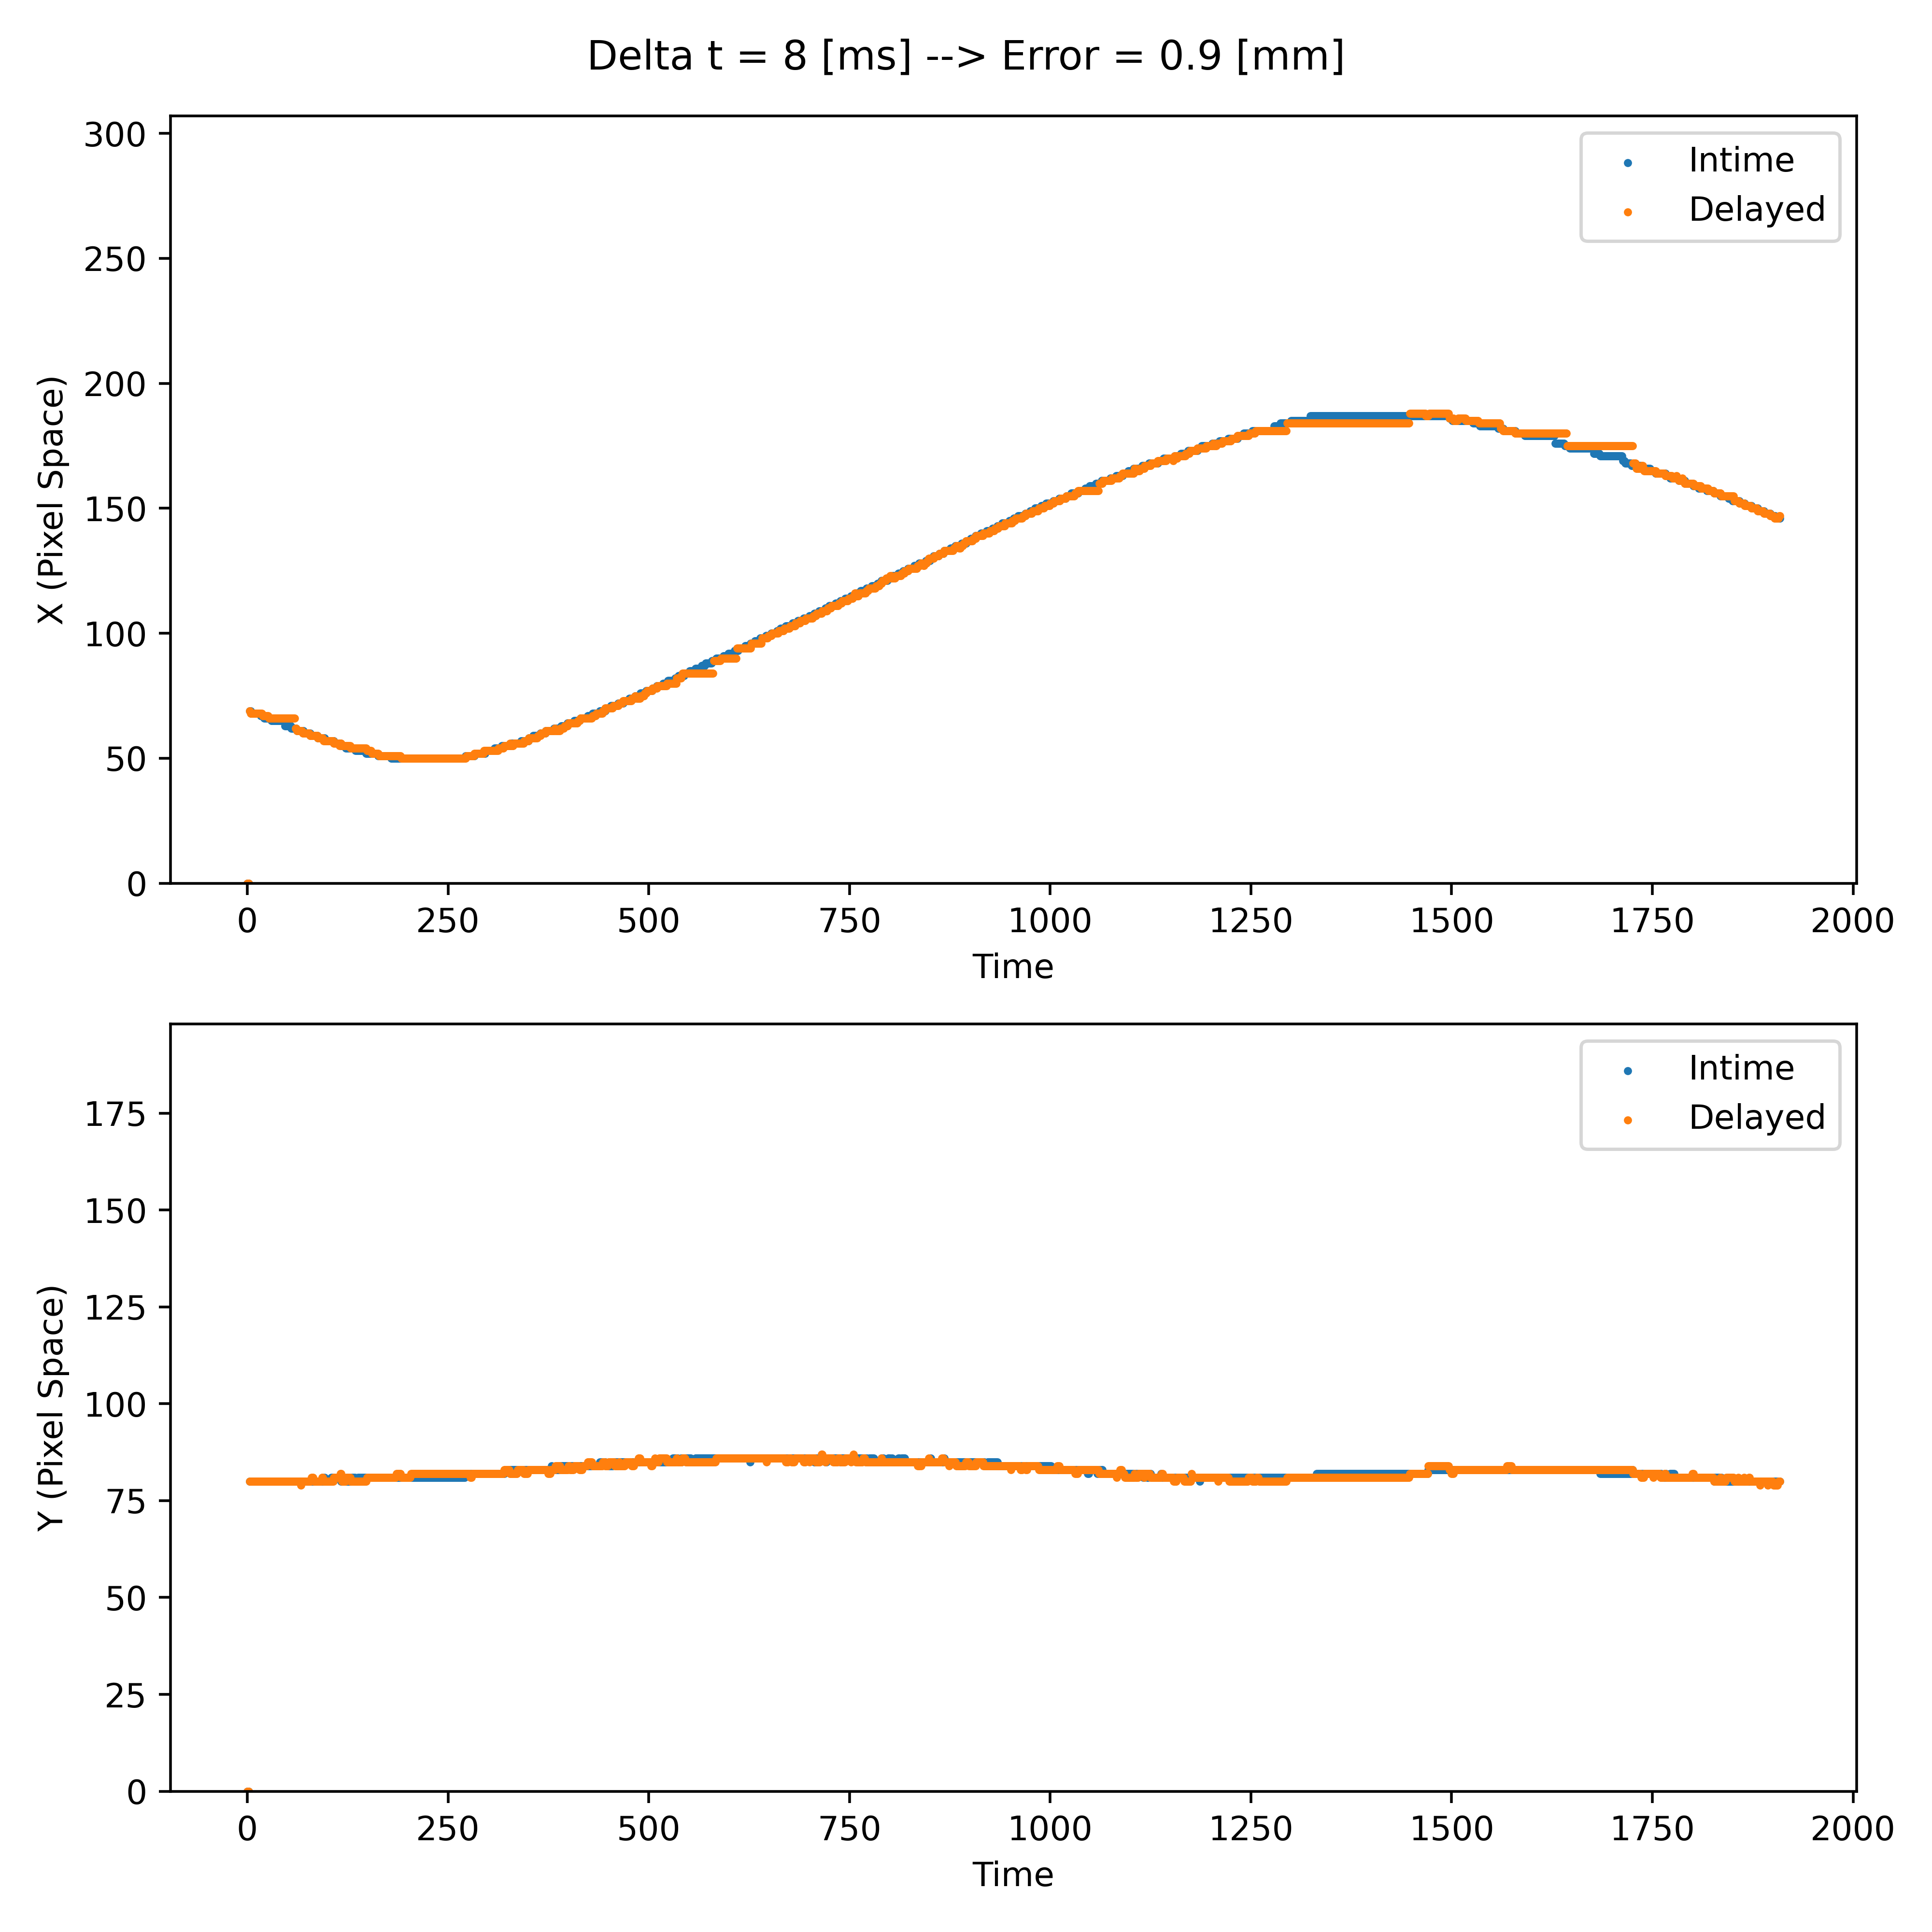 Delta t = 8 [ms] --> Error = 0.9 [mm]
300
250
200
150
100
50
0
X (Pixel Space)
Intime
Delayed
0 250 500 750 1000 1250 1500 1750 2000
Time
175
150
125
100
75
50
25
0
Y (Pixel Space)
Intime
Delayed
0 250 500 750 1000 1250 1500 1750 2000
Time